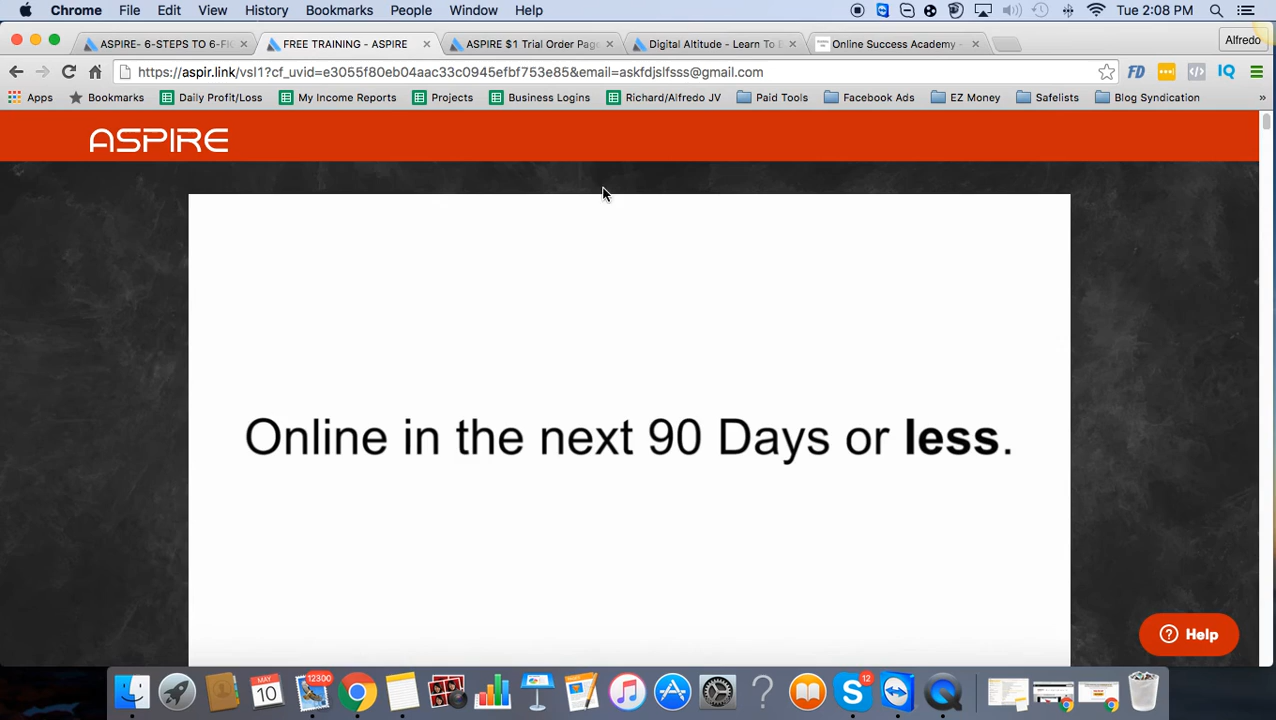 Chrome File Edit View History Bookmarks People Window Help Tue 2:08 PM
ASPIRE- 6-STEPS TO 6-FI FREE TRAINING - ASPIRE ASPIRE $1 Trial Order Page Digital Altitude - Learn To D Online Success Academy - Alfredo
https://aspir.link/vsl1?cf_uvid=e3055f80eb04aac33c0945efbf753e85&email=askfdjslfsss@gmail.com FD IQ
Apps Bookmarks Daily Profit/Loss My Income Reports Projects Business Logins Richard/Alfredo JV Paid Tools Facebook Ads EZ Money Safelists Blog Syndication »
ASPIRE
Online in the next 90 Days or less.
Help
12300
MAY
10
12